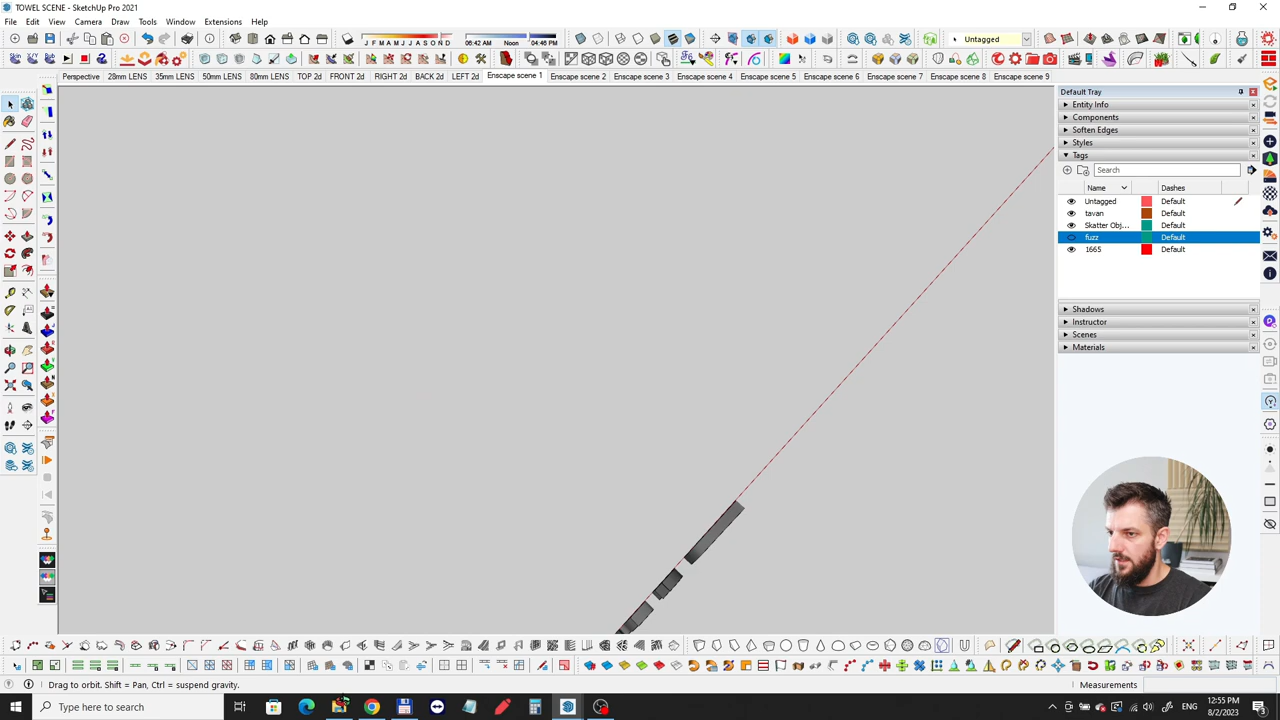 TOWEL SCENE - SketchUp Pro 2021
File Edit View Camera Draw Tools Window Extensions Help
J F M A M J J A S O N D 06:42 AM Noon 04:46 PM Untagged
Perspective 28mm LENS 35mm LENS 50mm LENS 80mm LENS TOP 2d FRONT 2d RIGHT 2d BACK 2d LEFT 2d Enscape scene 1 Enscape scene 2 Enscape scene 3 Enscape scene 4 Enscape scene 5 Enscape scene 6 Enscape scene 7 Enscape scene 8 Enscape scene 9
Default Tray
Entity Info
Components
Soften Edges
Styles
Tags
Search
Name Dashes
Untagged Default
tavan Default
Skatter Obj... Default
fuzz Default
1665 Default
Shadows
Instructor
Scenes
Materials
Drag to orbit. Shift = Pan, Ctrl = suspend gravity. Measurements
Type here to search
ENG
12:55 PM
8/2/2023